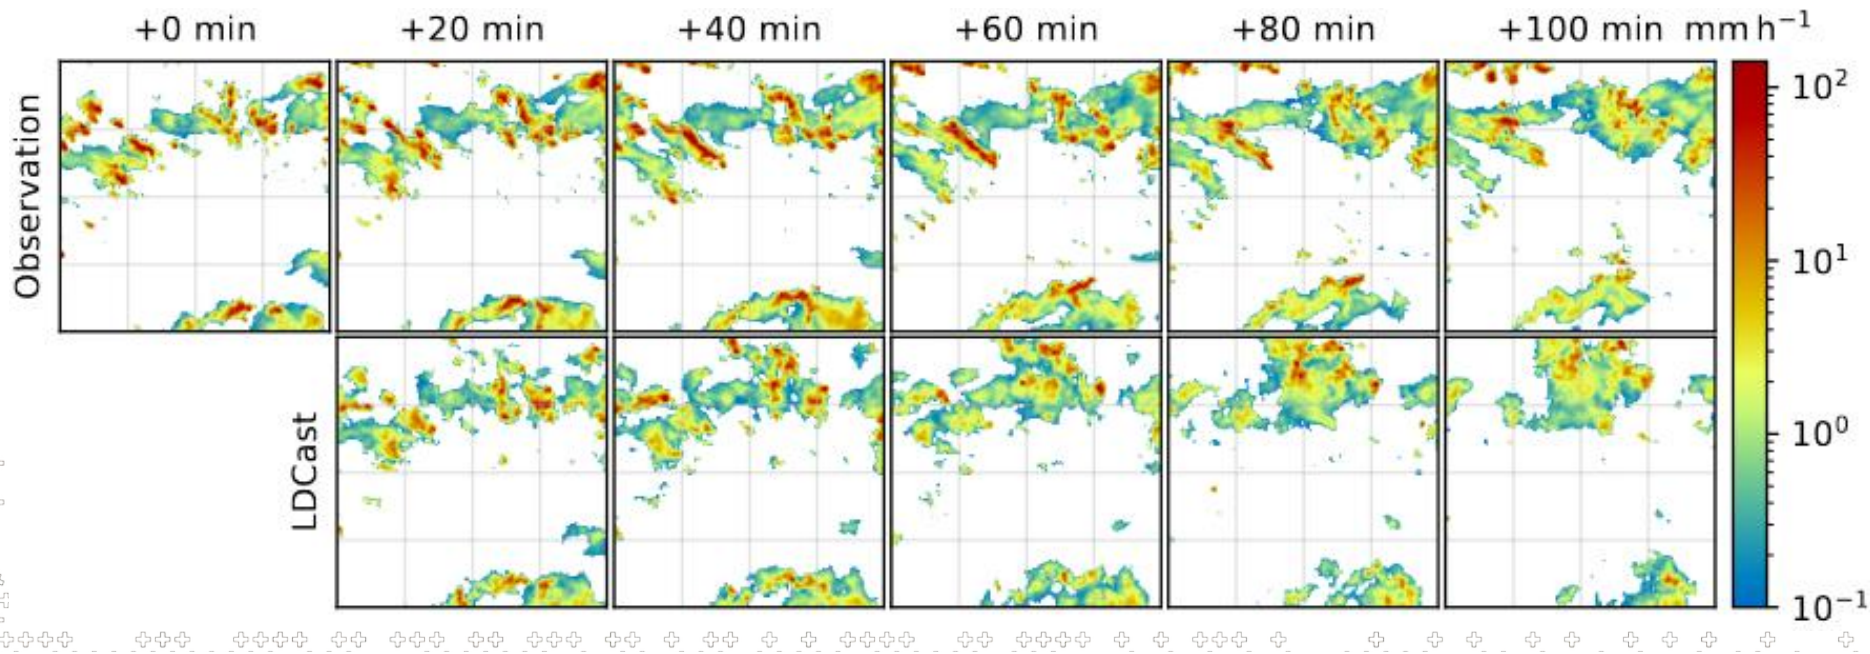 +0 min +20 min +40 min +60 min +80 min +100 min mm h⁻¹
Observation
LDCast
10²
10¹
10⁰
10⁻¹